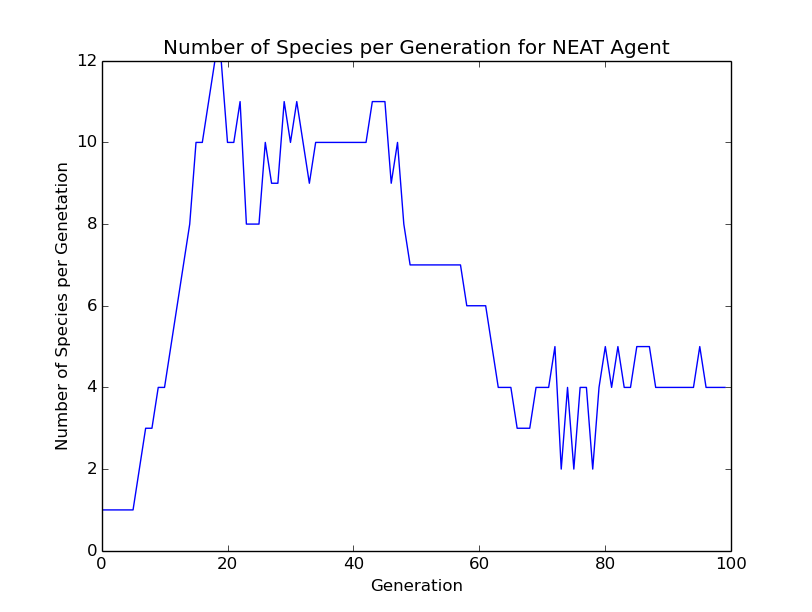 Number of Species per Generation for NEAT Agent
Number of Species per Genetation
12
10
8
6
4
2
0
0 20 40 60 80 100
Generation